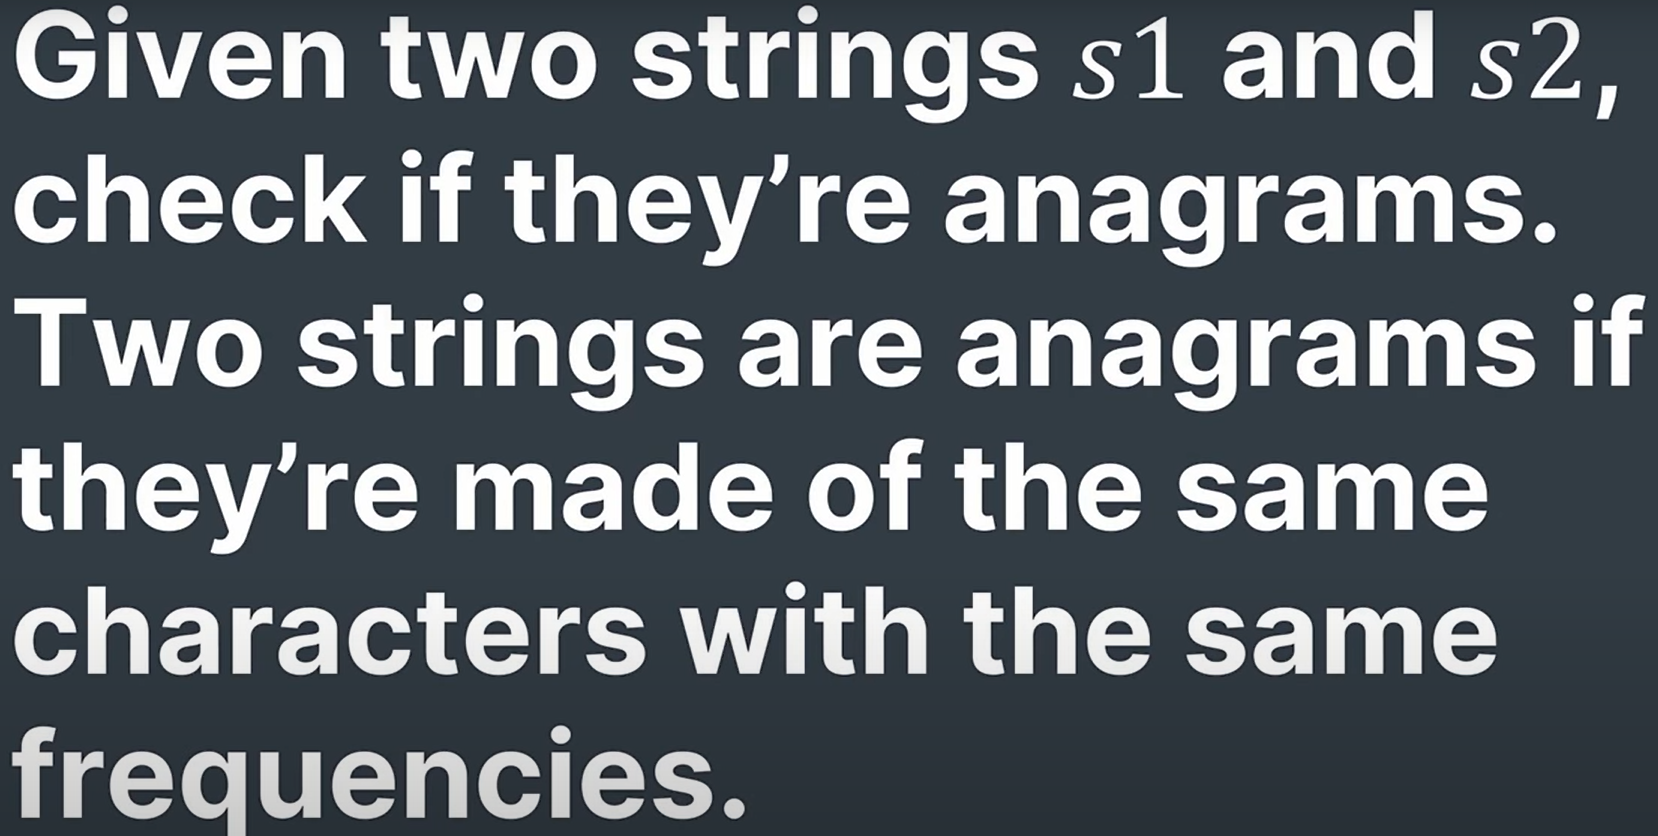 Given two strings s1 and s2,
check if they’re anagrams.
Two strings are anagrams if
they’re made of the same
characters with the same
frequencies.